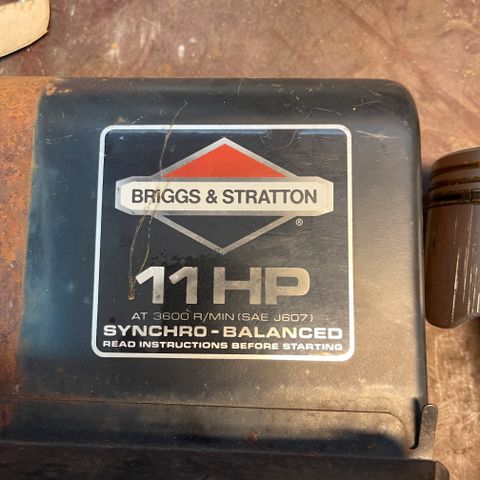 BRIGGS & STRATTON
®
11 HP
AT 3600 R/MIN (SAE J607)
SYNCHRO-BALANCED
READ INSTRUCTIONS BEFORE STARTING